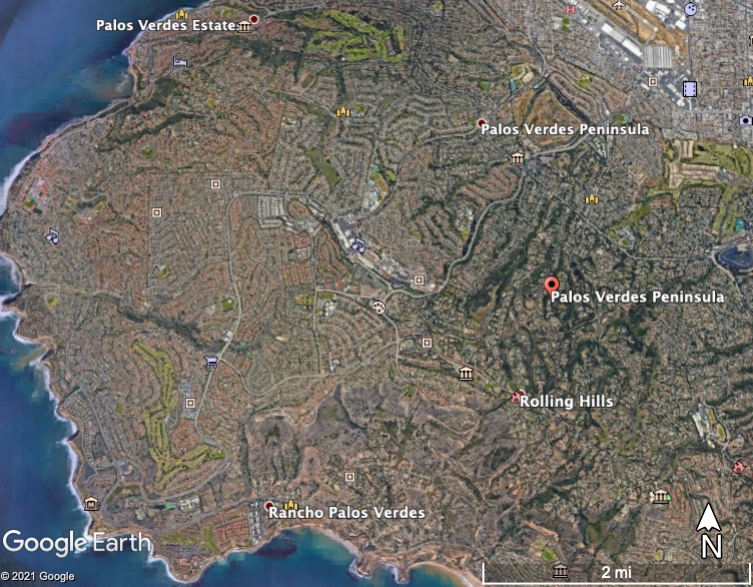 Palos Verdes Estate
Palos Verdes Peninsula
Palos Verdes Peninsula
Rolling Hills
Rancho Palos Verdes
Google Earth
N
2 mi
© 2021 Google